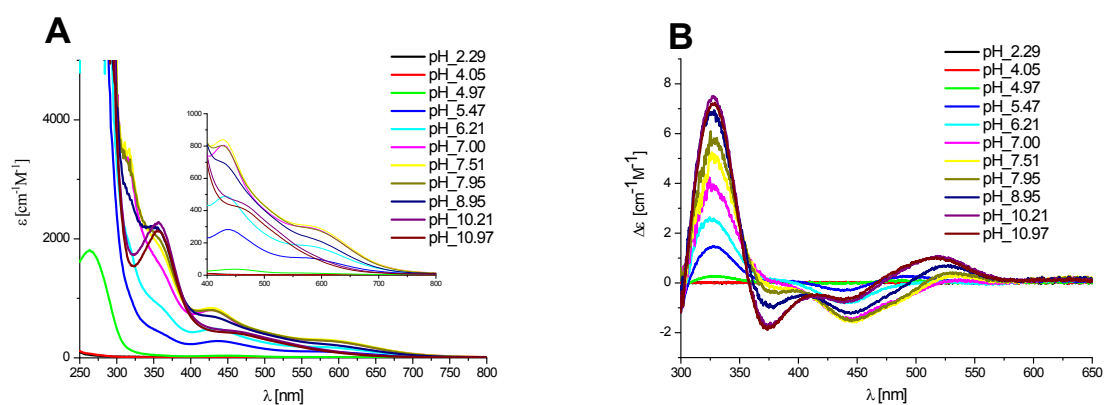 A
pH_2.29
pH_4.05
pH_4.97
pH_5.47
pH_6.21
pH_7.00
pH_7.51
pH_7.95
pH_8.95
pH_10.21
pH_10.97
ε [cm⁻¹M⁻¹]
4000
2000
0
250 300 350 400 450 500 550 600 650 700 750 800
λ [nm]
1000
800
600
400
200
0
400 500 600 700 800
B
pH_2.29
pH_4.05
pH_4.97
pH_5.47
pH_6.21
pH_7.00
pH_7.51
pH_7.95
pH_8.95
pH_10.21
pH_10.97
Δε [cm⁻¹M⁻¹]
8
6
4
2
0
-2
300 350 400 450 500 550 600 650
λ [nm]